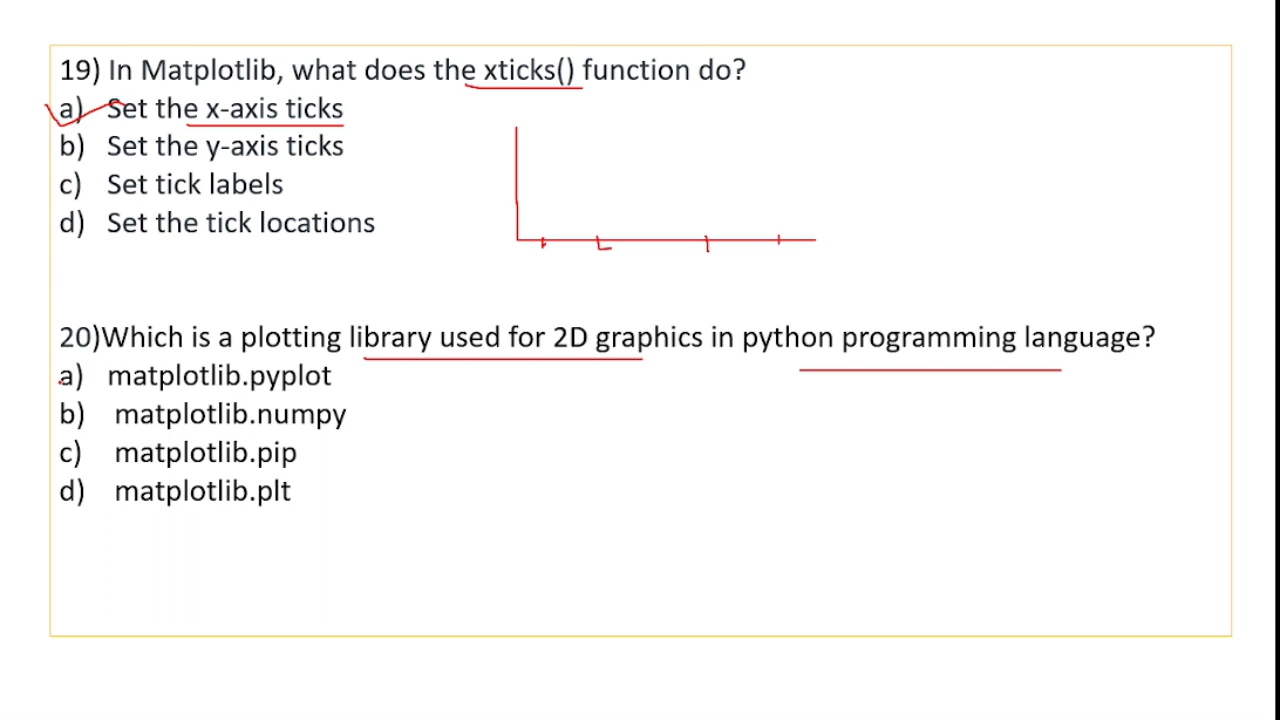 19) In Matplotlib, what does the xticks() function do?
a) Set the x-axis ticks
b) Set the y-axis ticks
c) Set tick labels
d) Set the tick locations
20)Which is a plotting library used for 2D graphics in python programming language?
a) matplotlib.pyplot
b) matplotlib.numpy
c) matplotlib.pip
d) matplotlib.plt